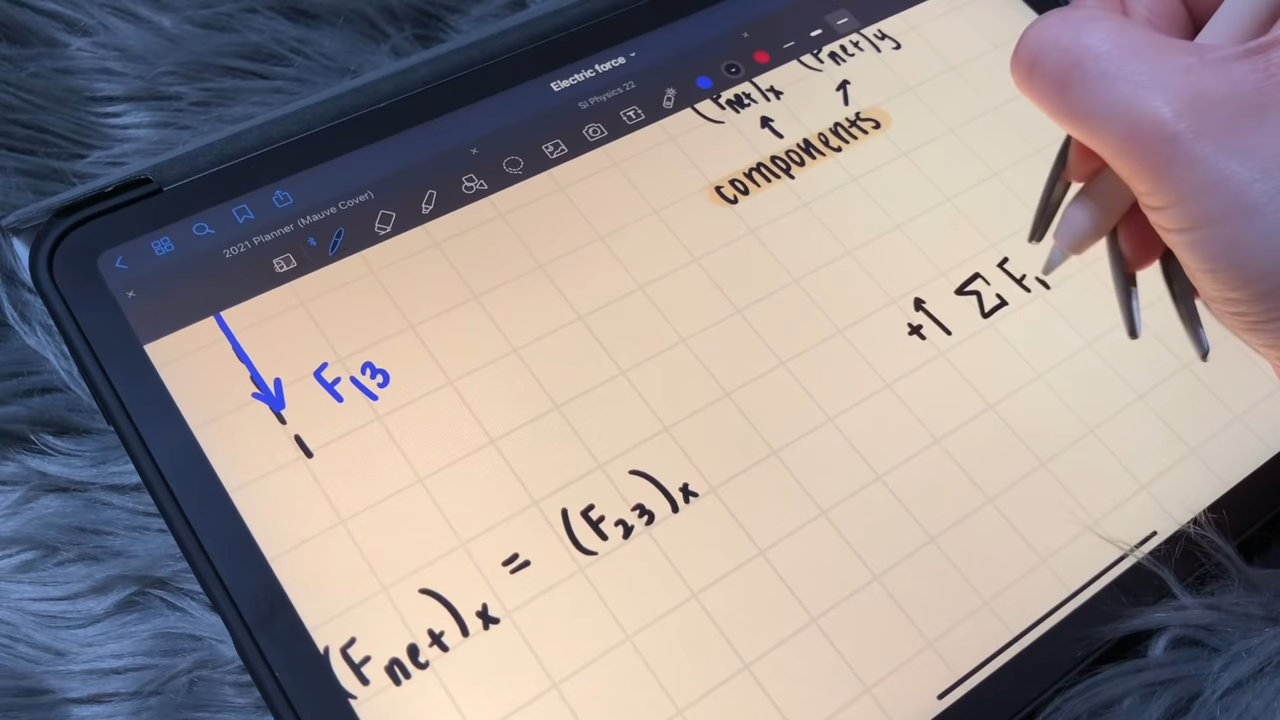 Electric force
SI Physics 22
2021 Planner (Mauve Cover)
(Fnet)x (Fnet)y
components
F13
+↑ ΣF
(Fnet)x = (F23)x